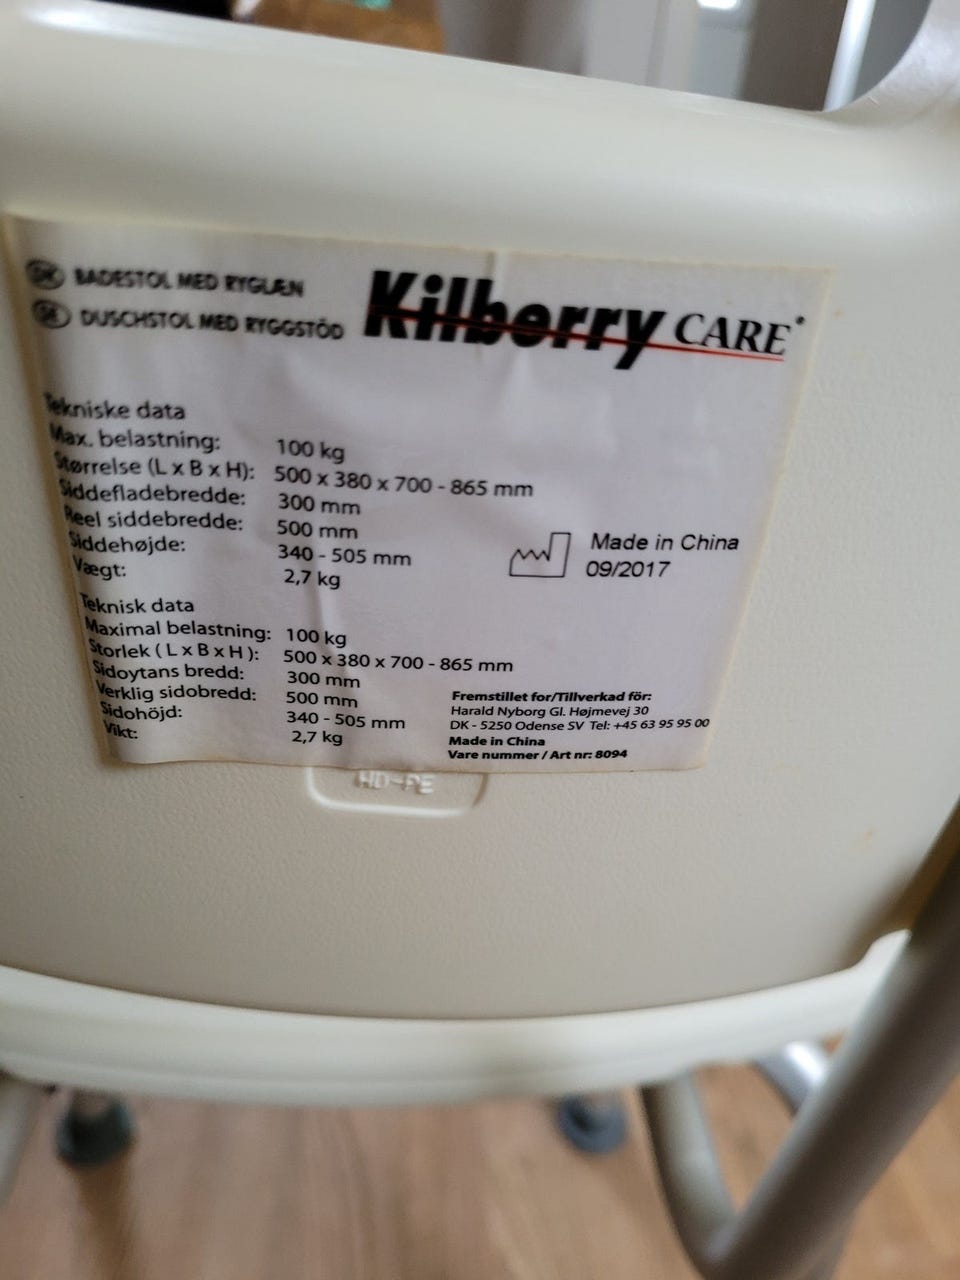 DK BADESTOL MED RYGLÆN
SE DUSCHSTOL MED RYGGSTÖD
Kilberry CARE
Tekniske data
Max. belastning: 100 kg
Størrelse (L x B x H): 500 x 380 x 700 - 865 mm
Siddefladebredde: 300 mm
Reel siddebredde: 500 mm
Siddehøjde: 340 - 505 mm
Vægt: 2,7 kg
Made in China
09/2017
Teknisk data
Maximal belastning: 100 kg
Storlek ( L x B x H ): 500 x 380 x 700 - 865 mm
Sidoytans bredd: 300 mm
Verklig sidobredd: 500 mm
Sidohöjd: 340 - 505 mm
Vikt: 2,7 kg
Fremstillet for/Tillverkad för:
Harald Nyborg Gl. Højmevej 30
DK - 5250 Odense SV Tel: +45 63 95 95 00
Made in China
Vare nummer / Art nr: 8094
HD-PE